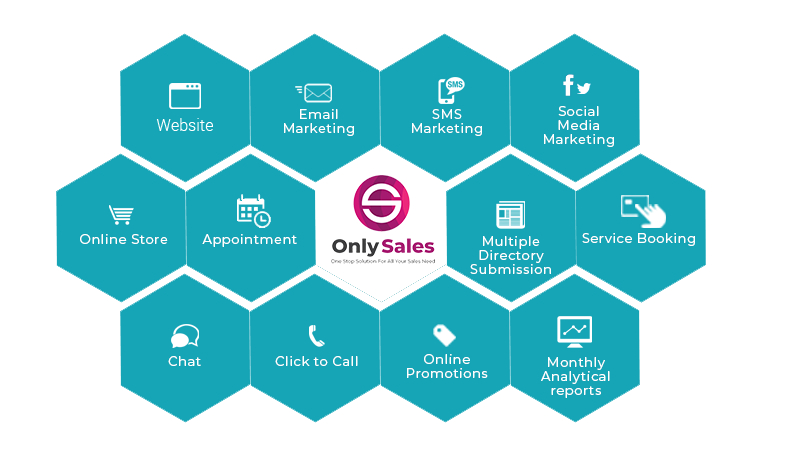 Website
Email
Marketing
SMS
SMS
Marketing
Social
Media
Marketing
Online Store
Appointment
Only Sales
One Stop Solution For All Your Sales Need
Multiple
Directory
Submission
Service Booking
Chat
Click to Call
Online
Promotions
Monthly
Analytical
reports